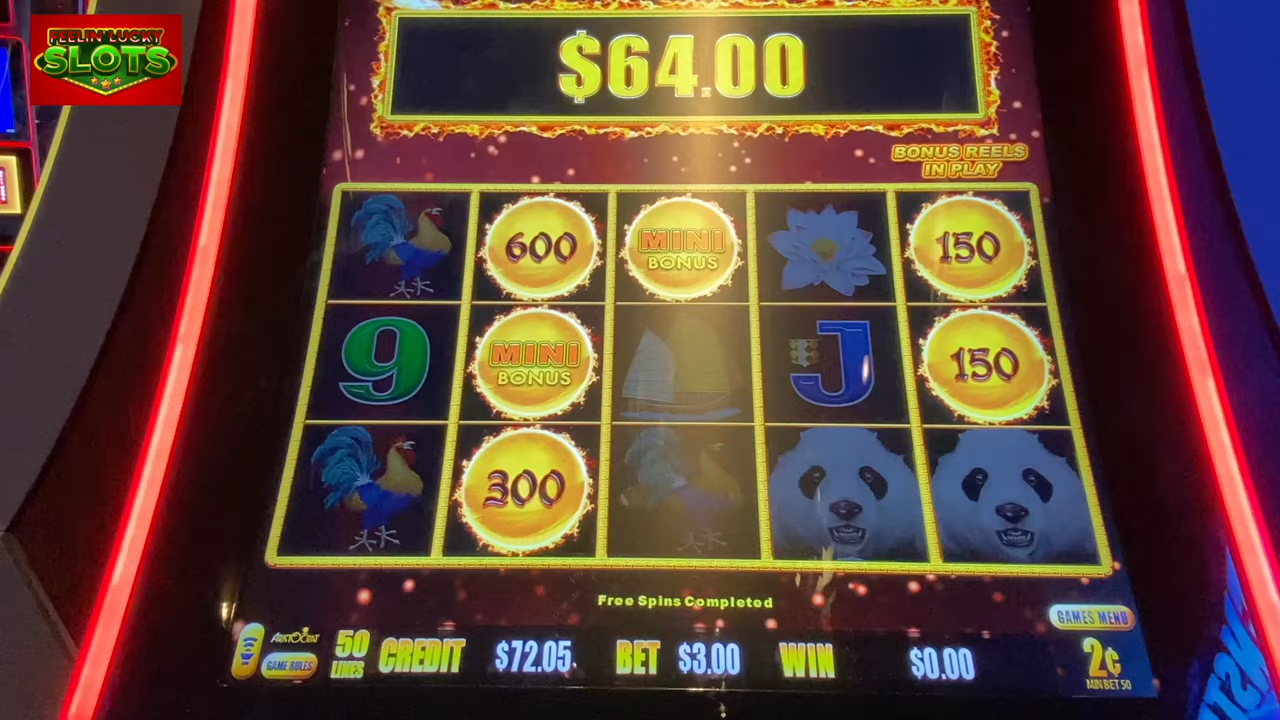 FEELIN' LUCKY
SLOTS
$64.00
BONUS REELS
IN PLAY
600
MINI
BONUS
150
9
MINI
BONUS
J
150
300
Free Spins Completed
GAMES MENU
ARISTOCRAT
GAME RULES
50
LINES
CREDIT
$72.05
BET
$3.00
WIN
$0.00
2¢
MIN BET 50